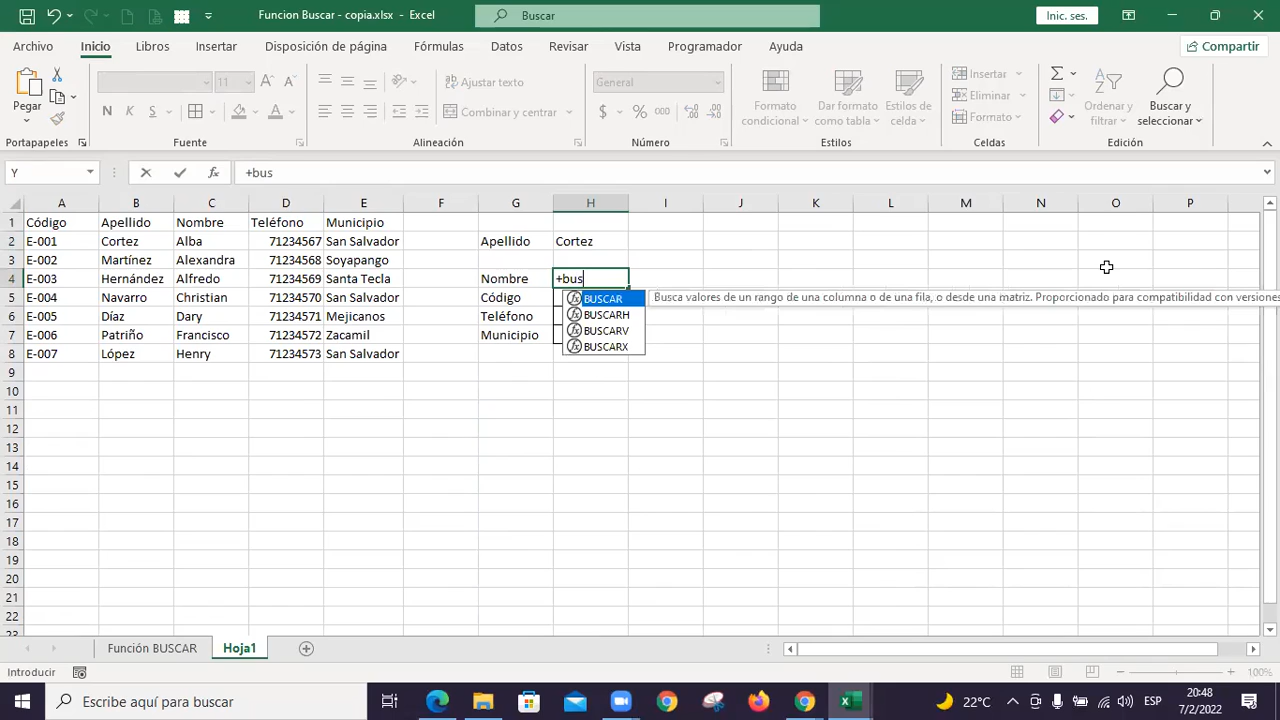 Funcion Buscar - copia.xlsx - Excel
Buscar
Inic. ses.
Archivo Inicio Libros Insertar Disposición de página Fórmulas Datos Revisar Vista Programador Ayuda
Compartir
Pegar
11
N K S
A A
Ajustar texto
Combinar y centrar
General
$ % 000
Formato condicional
Dar formato como tabla
Estilos de celda
Insertar
Eliminar
Formato
Ordenar y filtrar
Buscar y seleccionar
Portapapeles Fuente Alineación Número Estilos Celdas Edición
Y
fx
+bus
A B C D E F G H I J K L M N O P
1 Código Apellido Nombre Teléfono Municipio
2 E-001 Cortez Alba 71234567 San Salvador Apellido Cortez
3 E-002 Martínez Alexandra 71234568 Soyapango
4 E-003 Hernández Alfredo 71234569 Santa Tecla Nombre +bus
5 E-004 Navarro Christian 71234570 San Salvador Código
6 E-005 Díaz Dary 71234571 Mejicanos Teléfono
7 E-006 Patriño Francisco 71234572 Zacamil Municipio
8 E-007 López Henry 71234573 San Salvador
BUSCAR
BUSCARH
BUSCARV
BUSCARX
Busca valores de un rango de una columna o de una fila, o desde una matriz. Proporcionado para compatibilidad con versiones
9
10
11
12
13
14
15
16
17
18
19
20
21
22
23
Función BUSCAR Hoja1
Introducir
100%
Escribe aquí para buscar
22°C
ESP
20:48
7/2/2022